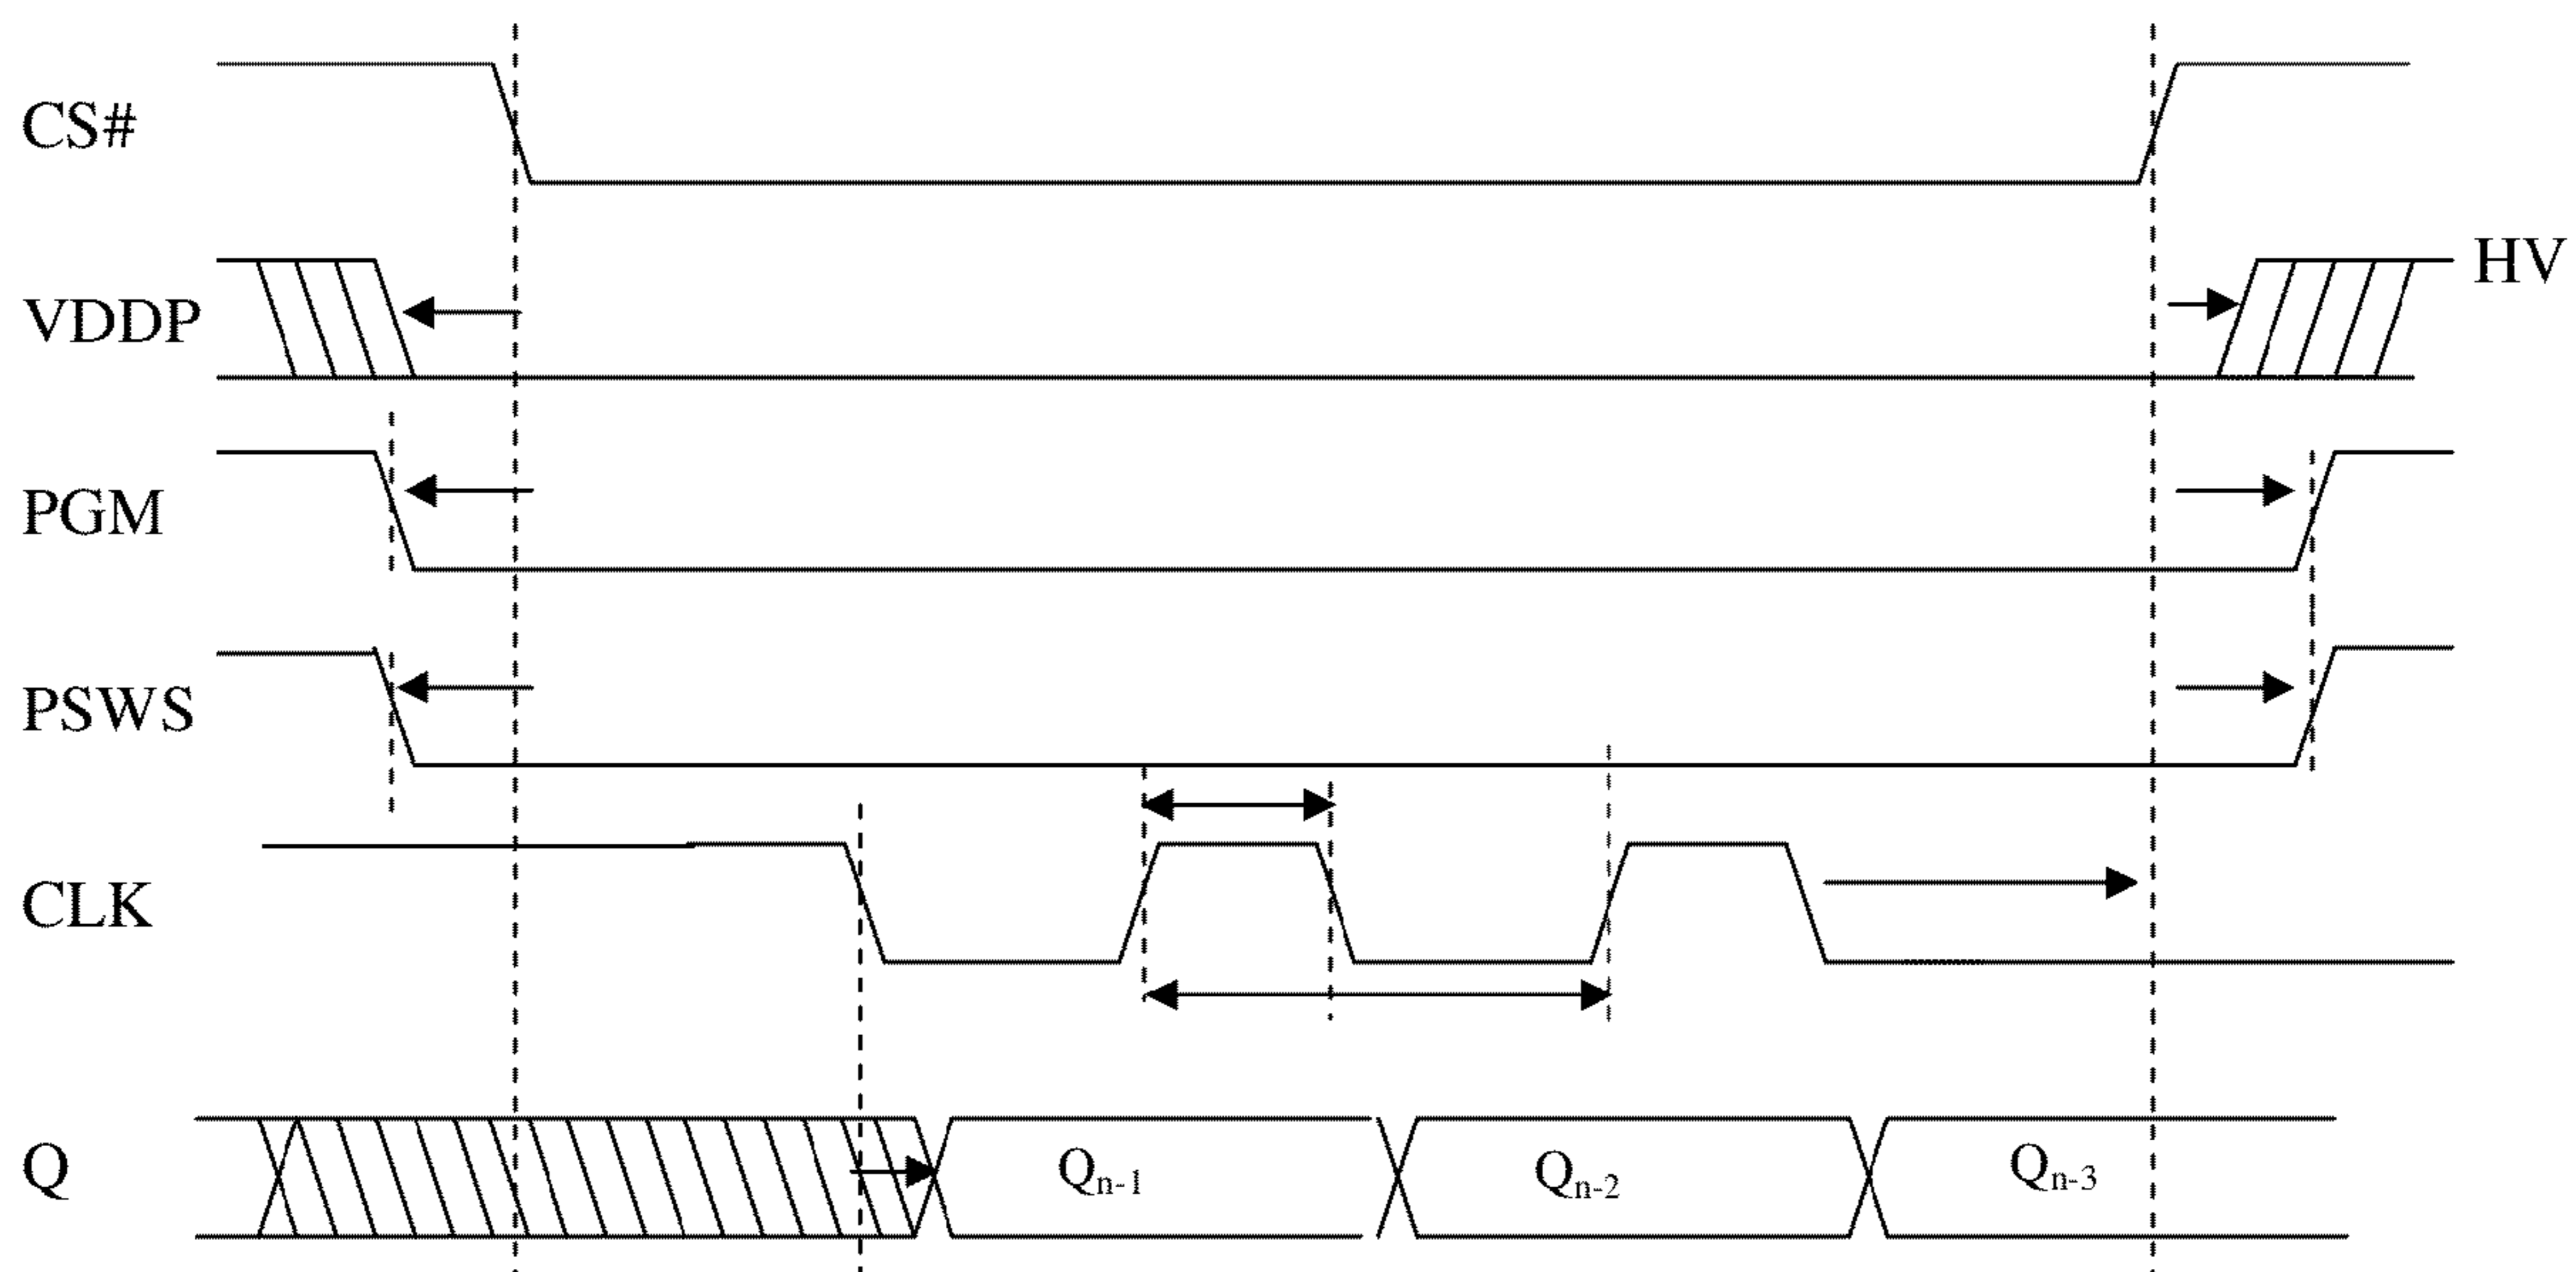 CS#
HV
VDDP
PGM
PSWS
CLK
Q
Qn-1
Qn-2
Qn-3